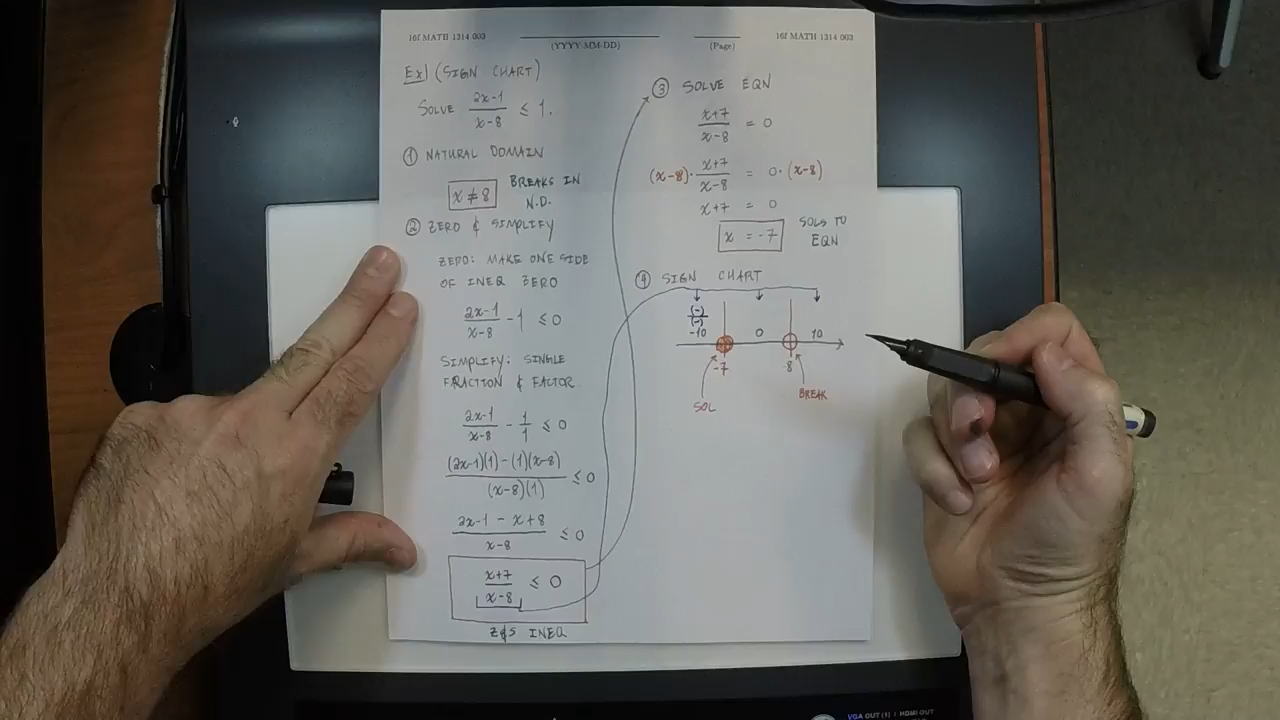 16f MATH 1314 003
(YYYY-MM-DD)
(Page)
16f MATH 1314 003
Ex) (SIGN CHART)
SOLVE (2x-1)/(x-8) ≤ 1.
① NATURAL DOMAIN
x ≠ 8 BREAKS IN
N.D.
② ZERO & SIMPLIFY
ZERO: MAKE ONE SIDE
OF INEQ ZERO
(2x-1)/(x-8) - 1 ≤ 0
SIMPLIFY: SINGLE
FRACTION & FACTOR
(2x-1)/(x-8) - 1/1 ≤ 0
((2x-1)(1) - (1)(x-8))/((x-8)(1)) ≤ 0
(2x-1 - x+8)/(x-8) ≤ 0
(x+7)/(x-8) ≤ 0
Z&S INEQ
③ SOLVE EQN
(x+7)/(x-8) = 0
(x-8)· (x+7)/(x-8) = 0·(x-8)
x+7 = 0
x = -7 SOLS TO
EQN
④ SIGN CHART
(-)/(-)
-10 0 10
-7 8
SOL BREAK
VGA OUT (1) | HDMI OUT